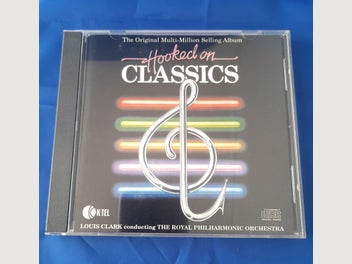 The Original Multi-Million Selling Album
Hooked on
CLASSICS
K-TEL
LOUIS CLARK conducting THE ROYAL PHILHARMONIC ORCHESTRA